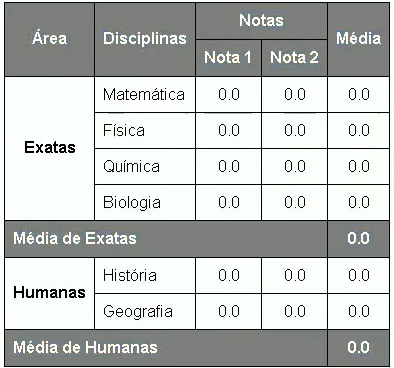 Área Disciplinas Notas Média
Nota 1 Nota 2
Exatas
Matemática 0.0 0.0 0.0
Física 0.0 0.0 0.0
Química 0.0 0.0 0.0
Biologia 0.0 0.0 0.0
Média de Exatas 0.0
Humanas
História 0.0 0.0 0.0
Geografia 0.0 0.0 0.0
Média de Humanas 0.0